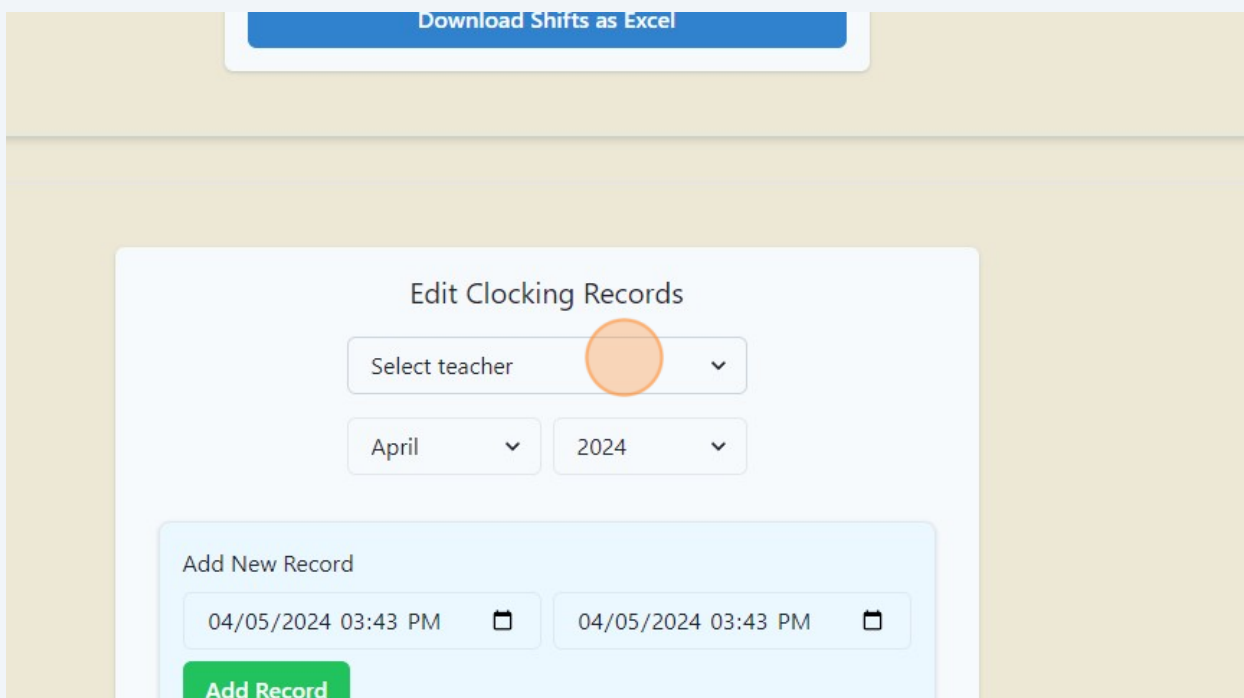 Download Shifts as Excel
Edit Clocking Records
Select teacher
April 2024
Add New Record
04/05/2024 03:43 PM 04/05/2024 03:43 PM
Add Record